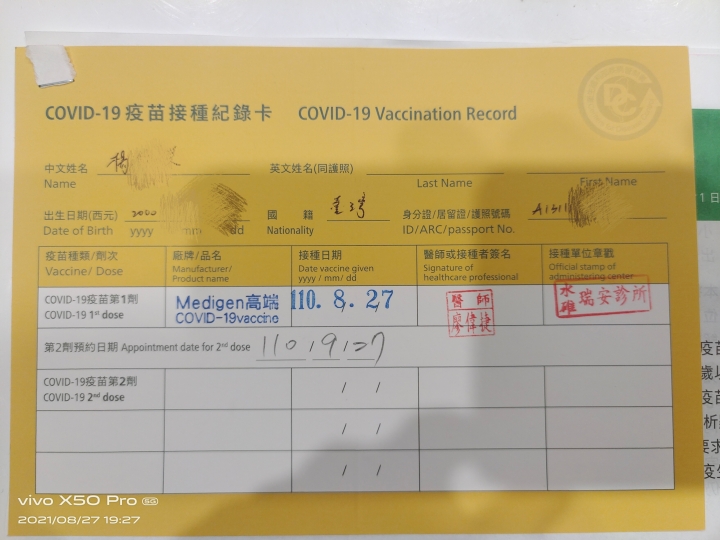 COVID-19 疫苗接種紀錄卡 COVID-19 Vaccination Record
中文姓名 楊 英文姓名(同護照)
Name Last Name First Name
出生日期(西元) 2000 國籍 臺灣 身分證/居留證/護照號碼
Date of Birth yyyy mm dd Nationality ID/ARC/passport No.
疫苗種類/劑次 廠牌/品名 接種日期 醫師或接種者簽名 接種單位章戳
Vaccine/ Dose Manufacturer/ Product name Date vaccine given yyyy / mm/ dd Signature of healthcare professional Official stamp of administering center
COVID-19疫苗第1劑 Medigen高端 110. 8. 27 醫師 水碓 瑞安診所
COVID-19 1st dose COVID-19vaccine 廖偉捷
第2劑預約日期 Appointment date for 2nd dose 110/9/27
COVID-19疫苗第2劑 / /
COVID-19 2nd dose
/ /
/ /
vivo X50 Pro 5G
2021/08/27 19:27